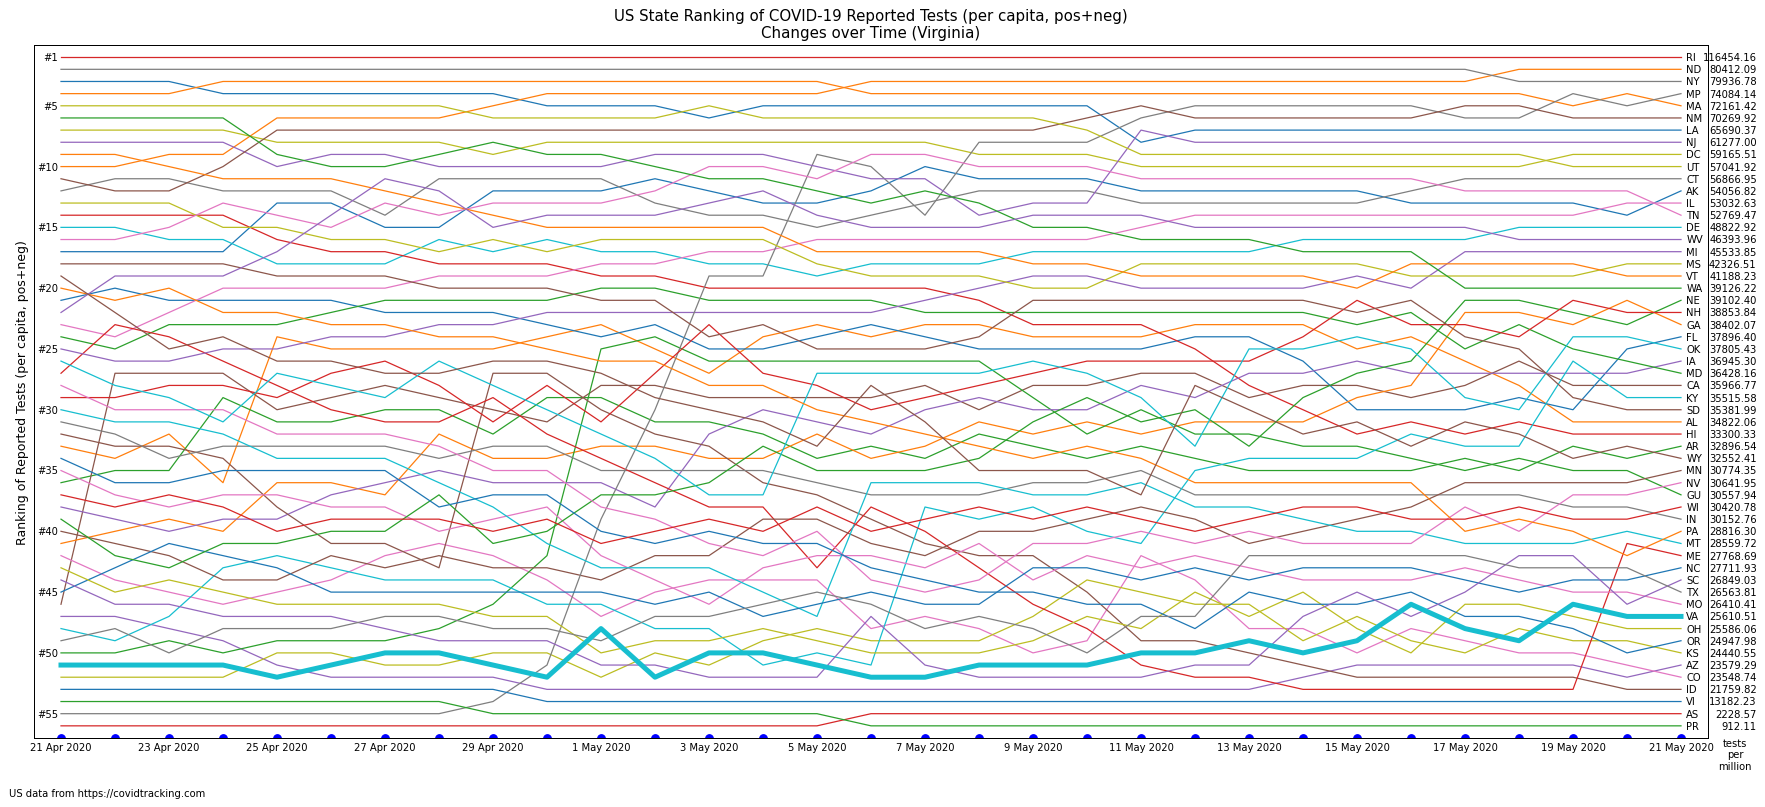 US State Ranking of COVID-19 Reported Tests (per capita, pos+neg)
Changes over Time (Virginia)
Ranking of Reported Tests (per capita, pos+neg)
#1
#5
#10
#15
#20
#25
#30
#35
#40
#45
#50
#55
RI 116454.16
ND 80412.09
NY 79936.78
MP 74084.14
MA 72161.42
NM 70269.92
LA 65690.37
NJ 61277.00
DC 59165.51
UT 57041.92
CT 56866.95
AK 54056.82
IL 53032.63
TN 52769.47
DE 48822.92
WV 46393.96
MI 45533.85
MS 42326.51
VT 41188.23
WA 39126.22
NE 39102.40
NH 38853.84
GA 38402.07
FL 37896.40
OK 37805.43
IA 36945.30
MD 36428.16
CA 35966.77
KY 35515.58
SD 35381.99
AL 34822.06
HI 33300.33
AR 32896.54
WY 32552.41
MN 30774.35
NV 30641.95
GU 30557.94
WI 30420.78
IN 30152.76
PA 28816.30
MT 28559.72
ME 27768.69
NC 27711.93
SC 26849.03
TX 26563.81
MO 26410.41
VA 25610.51
OH 25586.06
OR 24947.98
KS 24440.55
AZ 23579.29
CO 23548.74
ID 21759.82
VI 13182.23
AS 2228.57
PR 912.11
21 Apr 2020 23 Apr 2020 25 Apr 2020 27 Apr 2020 29 Apr 2020 1 May 2020 3 May 2020 5 May 2020 7 May 2020 9 May 2020 11 May 2020 13 May 2020 15 May 2020 17 May 2020 19 May 2020 21 May 2020
tests
per
million
US data from https://covidtracking.com